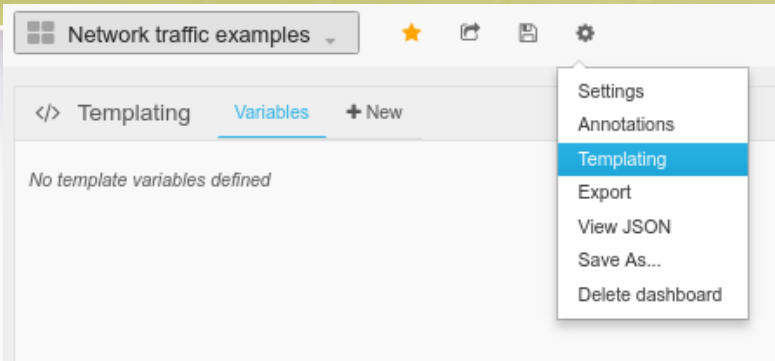 Network traffic examples
</> Templating Variables + New
No template variables defined
Settings
Annotations
Templating
Export
View JSON
Save As...
Delete dashboard